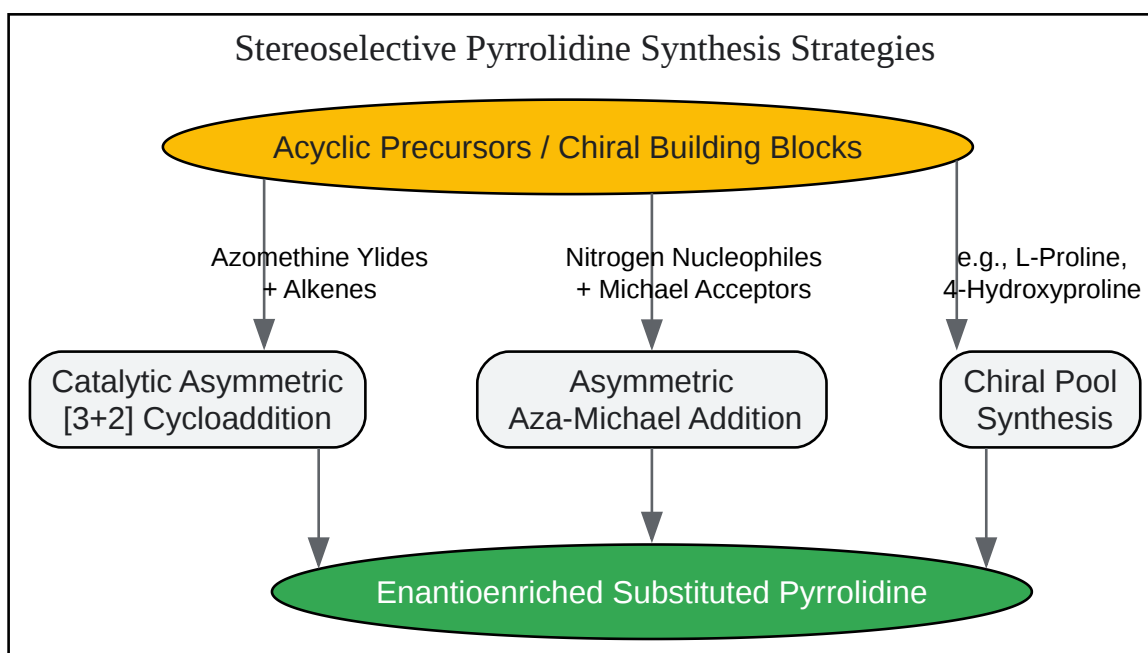 Stereoselective Pyrrolidine Synthesis Strategies
Acyclic Precursors / Chiral Building Blocks
Azomethine Ylides
+ Alkenes
Nitrogen Nucleophiles
+ Michael Acceptors
e.g., L-Proline,
4-Hydroxyproline
Catalytic Asymmetric
[3+2] Cycloaddition
Asymmetric
Aza-Michael Addition
Chiral Pool
Synthesis
Enantioenriched Substituted Pyrrolidine